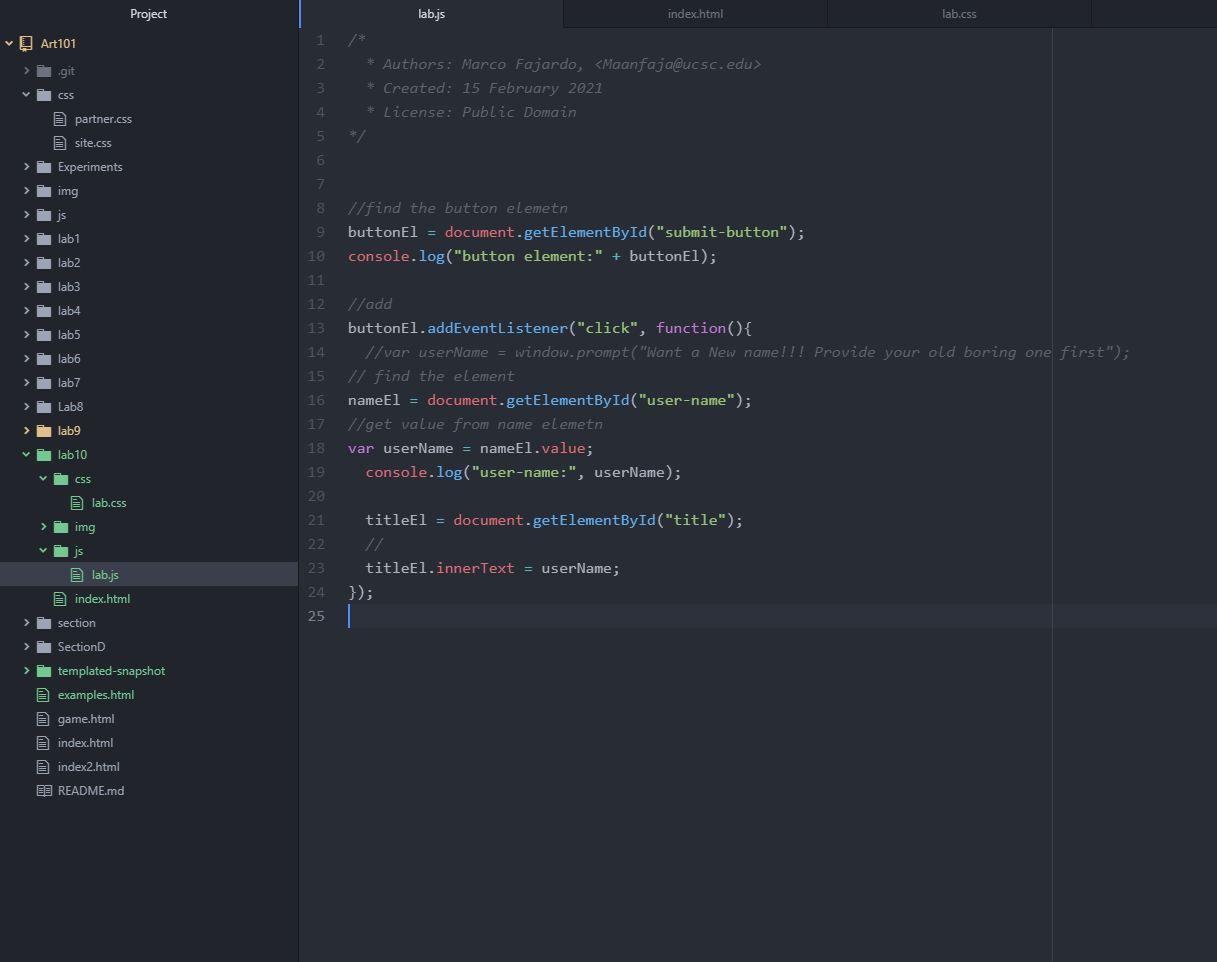 Project
Art101
.git
css
partner.css
site.css
Experiments
img
js
lab1
lab2
lab3
lab4
lab5
lab6
lab7
Lab8
lab9
lab10
css
lab.css
img
js
lab.js
index.html
section
SectionD
templated-snapshot
examples.html
game.html
index.html
index2.html
README.md
lab.js index.html lab.css
1 /*
2 * Authors: Marco Fajardo, <Maanfaja@ucsc.edu>
3 * Created: 15 February 2021
4 * License: Public Domain
5 */
6
7
8 //find the button elemetn
9 buttonEl = document.getElementById("submit-button");
10 console.log("button element:" + buttonEl);
11
12 //add
13 buttonEl.addEventListener("click", function(){
14 //var userName = window.prompt("Want a New name!!! Provide your old boring one first");
15 // find the element
16 nameEl = document.getElementById("user-name");
17 //get value from name elemetn
18 var userName = nameEl.value;
19 console.log("user-name:", userName);
20
21 titleEl = document.getElementById("title");
22 //
23 titleEl.innerText = userName;
24 });
25